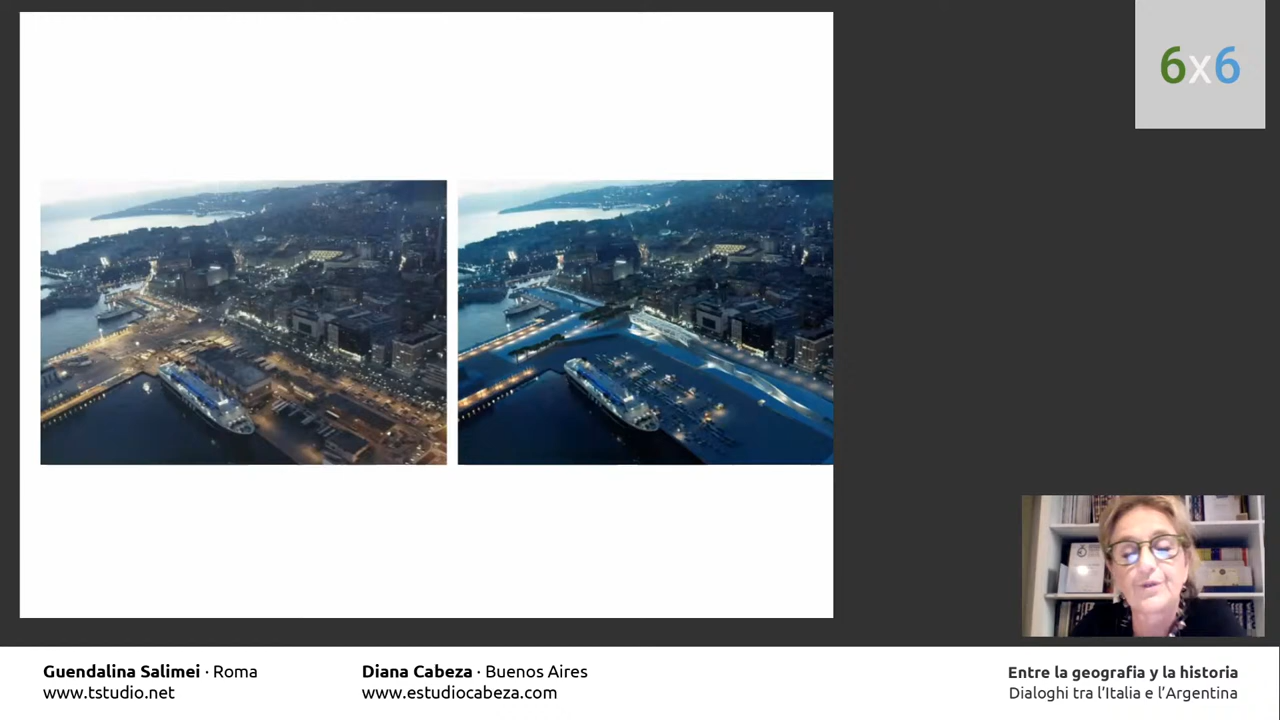 6x6
Guendalina Salimei · Roma
www.tstudio.net
Diana Cabeza · Buenos Aires
www.estudiocabeza.com
Entre la geografia y la historia
Dialoghi tra l'Italia e l'Argentina